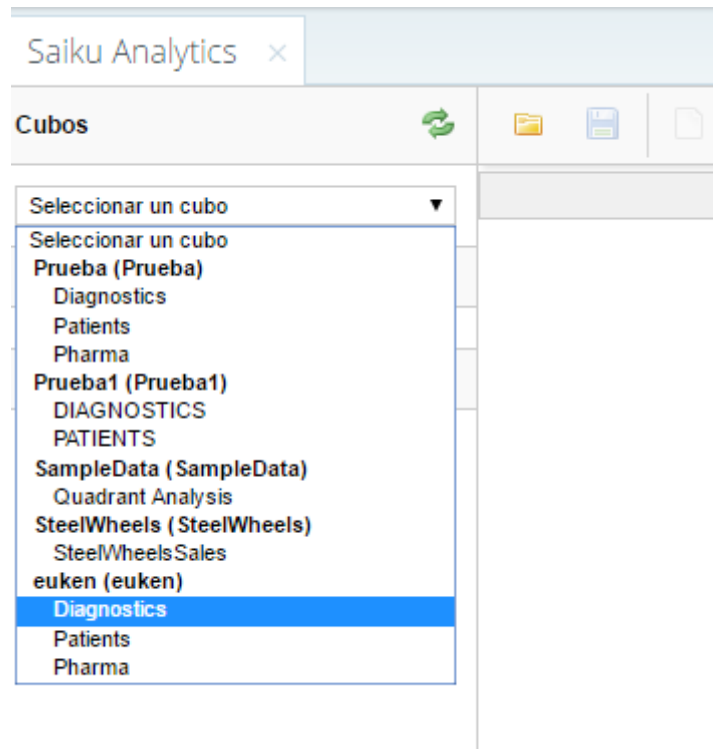 Saiku Analytics ×
Cubos
Seleccionar un cubo
Seleccionar un cubo
Prueba (Prueba)
Diagnostics
Patients
Pharma
Prueba1 (Prueba1)
DIAGNOSTICS
PATIENTS
SampleData (SampleData)
Quadrant Analysis
SteelWheels (SteelWheels)
SteelWheelsSales
euken (euken)
Diagnostics
Patients
Pharma